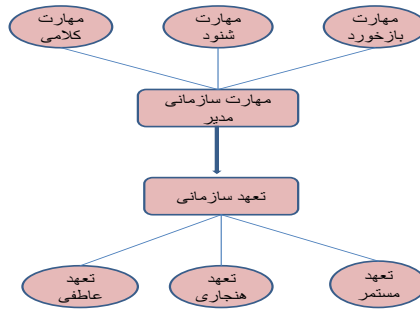 مهارت
بازخورد
مهارت
شنود
مهارت
کلامی
مهارت سازمانی
مدیر
تعهد سازمانی
تعهد
مستمر
تعهد
هنجاری
تعهد
عاطفی